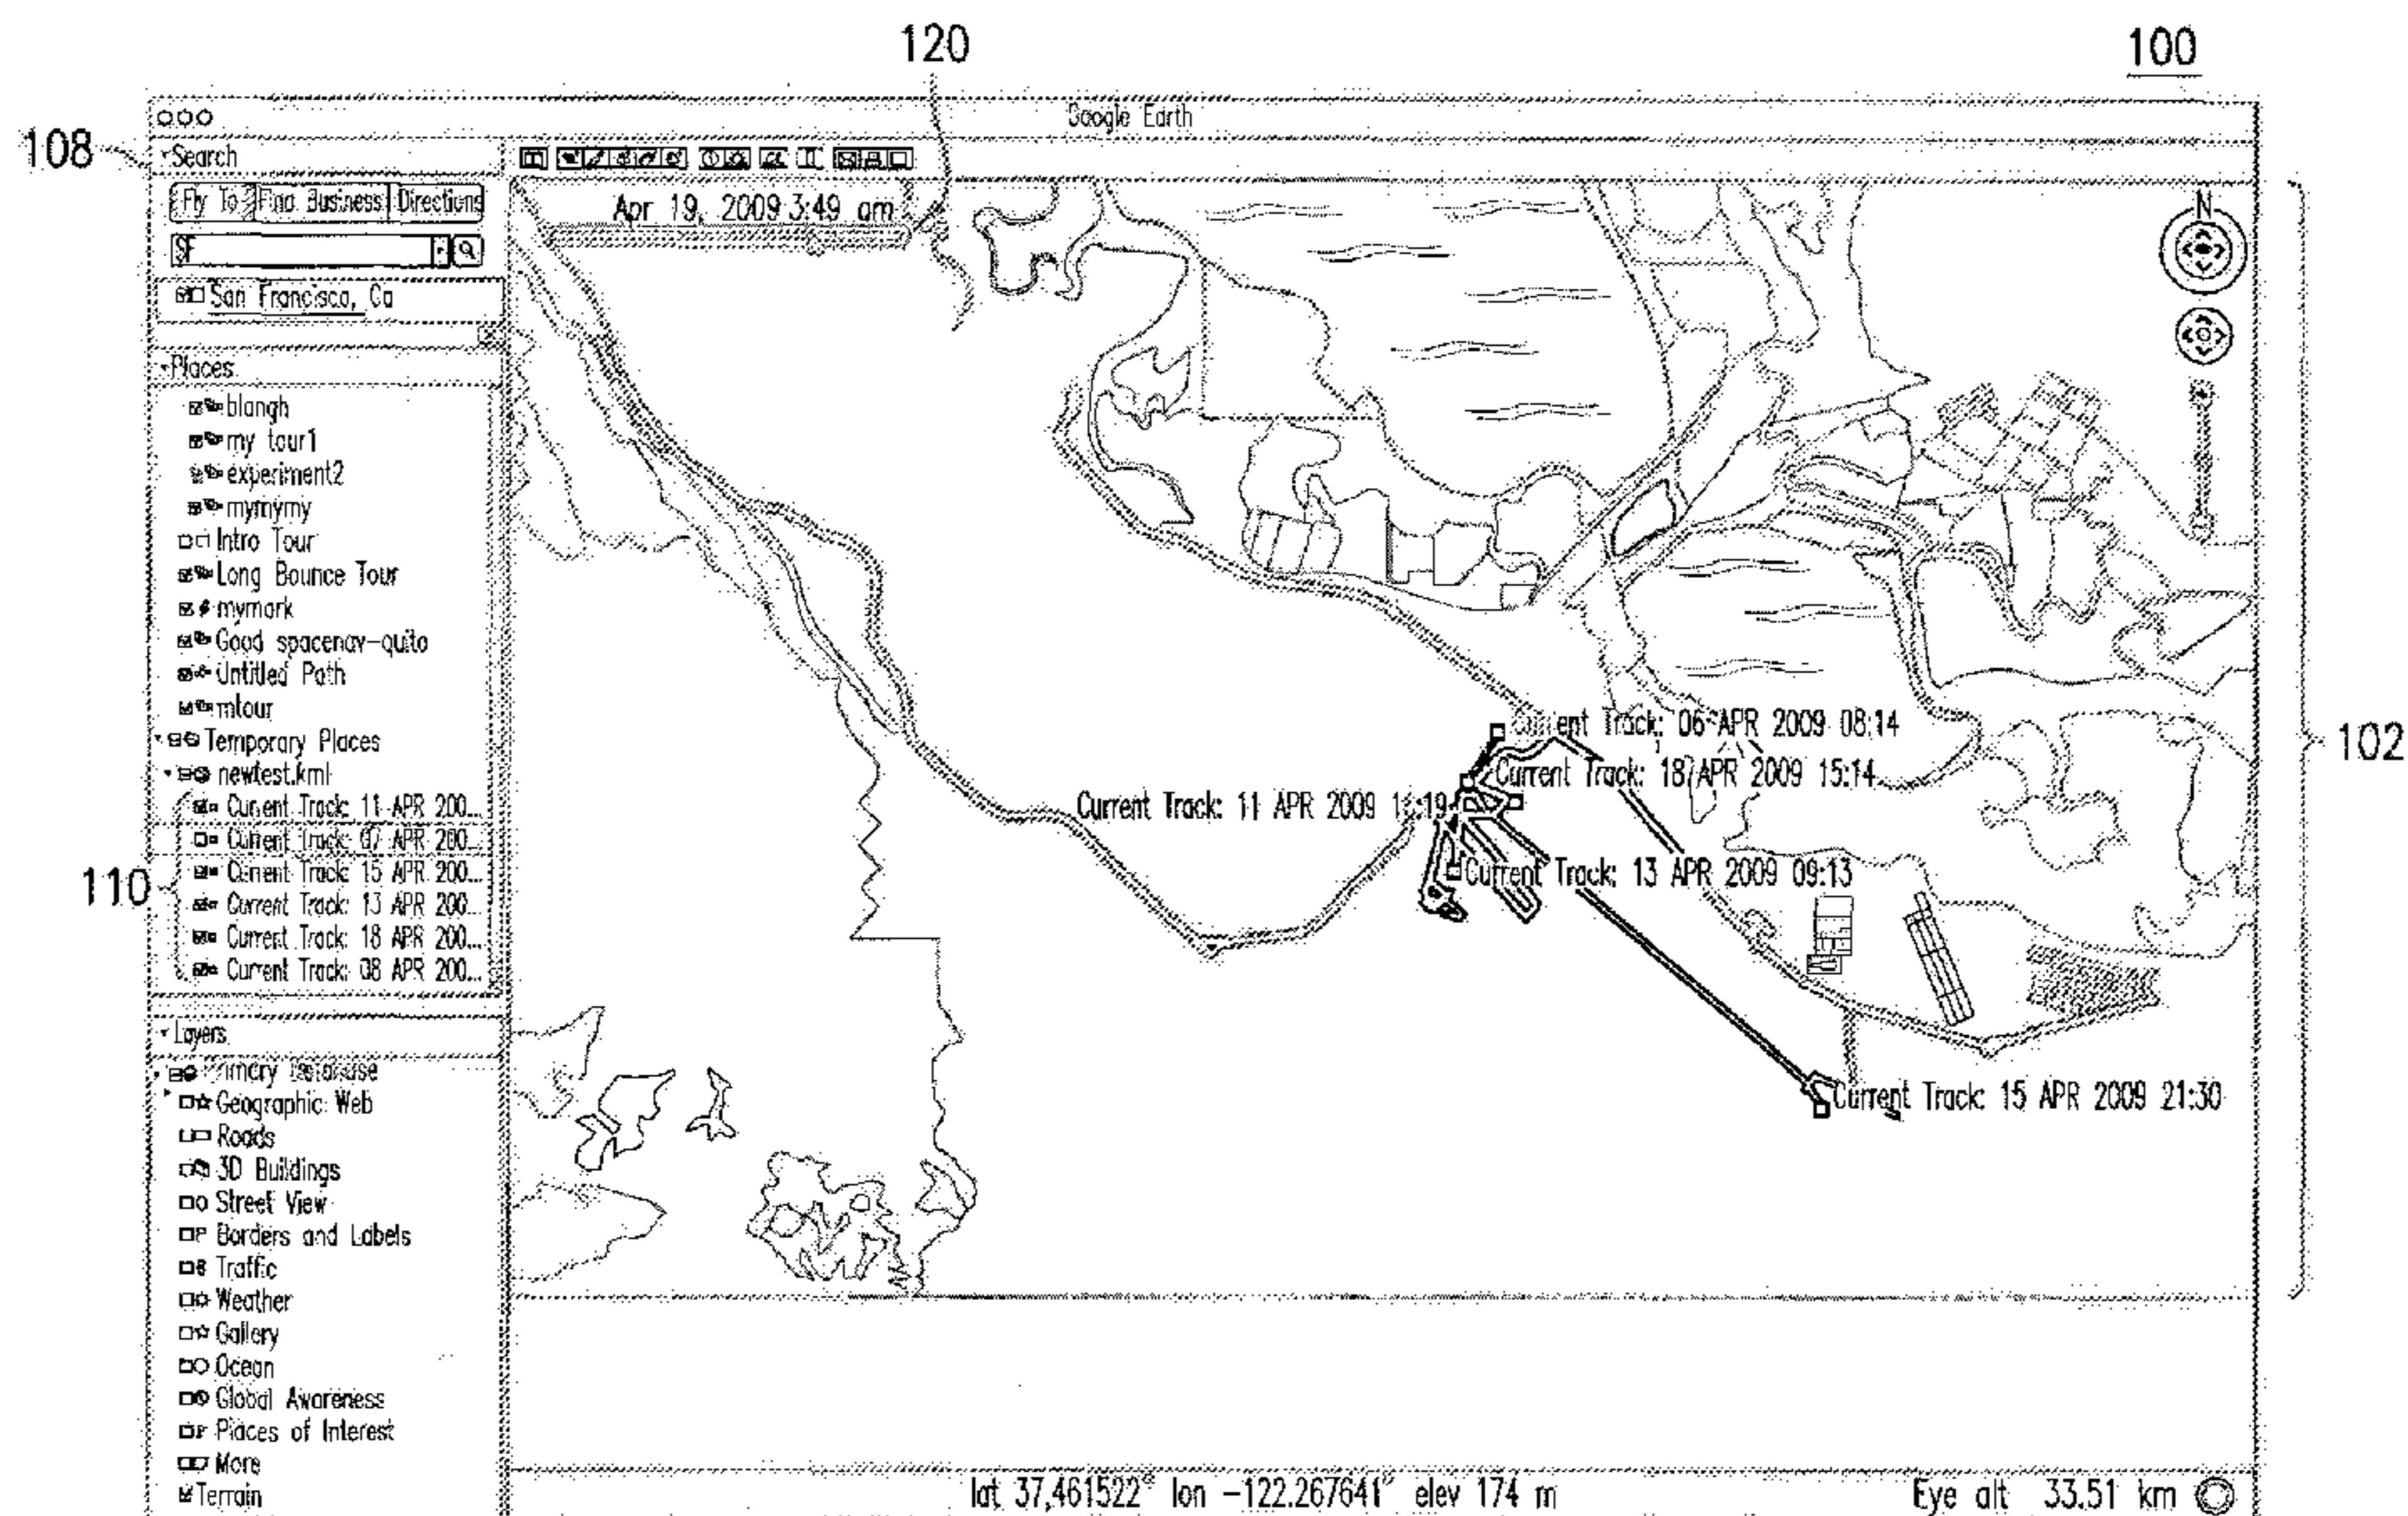 120
100
Google Earth
108
Search
Fly To Find Business Directions
Apr 19, 2009 3:49 am
N
SF
San Francisco, Ca
Places
blangh
my tour1
experiment2
mymymy
Intro Tour
Long Bounce Tour
mymark
Good spacenav-quito
Untitled Path
mtour
Temporary Places
newtest.kml
Current Track: 11 APR 200...
Current Track: 07 APR 200...
Current Track: 15 APR 200...
Current Track: 13 APR 200...
Current Track: 18 APR 200...
Current Track: 08 APR 200...
110
102
Current Track: 06 APR 2009 08:14
Current Track: 18 APR 2009 15:14
Current Track: 11 APR 2009
Current Track: 13 APR 2009 09:13
Current Track: 15 APR 2009 21:30
Layers
Primary Database
Geographic Web
Roads
3D Buildings
Street View
Borders and Labels
Traffic
Weather
Gallery
Ocean
Global Awareness
Places of Interest
More
Terrain
lat 37,461522° lon -122.267641° elev 174 m
Eye alt 33.51 km